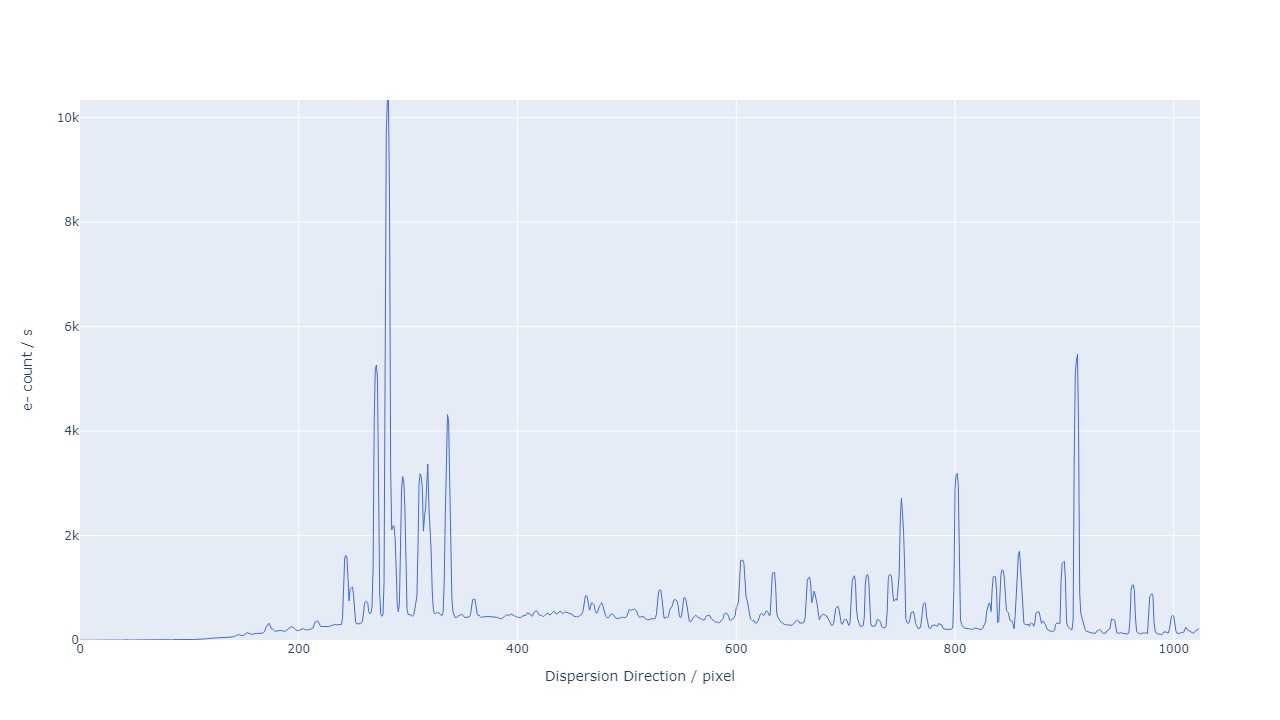 10k
8k
6k
4k
2k
0
e- count / s
0 200 400 600 800 1000
Dispersion Direction / pixel